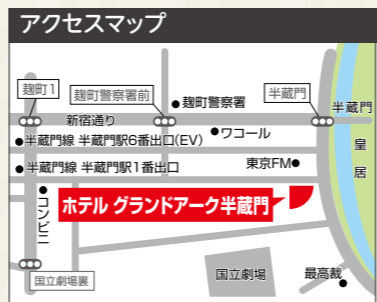 アクセスマップ
麹町1
麹町警察署前
麹町警察署
半蔵門
半蔵門
新宿通り
ワコール
半蔵門線 半蔵門駅6番出口(EV)
皇居
半蔵門線 半蔵門駅1番出口
東京FM
コンビニ
ホテル グランドアーク半蔵門
国立劇場裏
国立劇場
最高裁